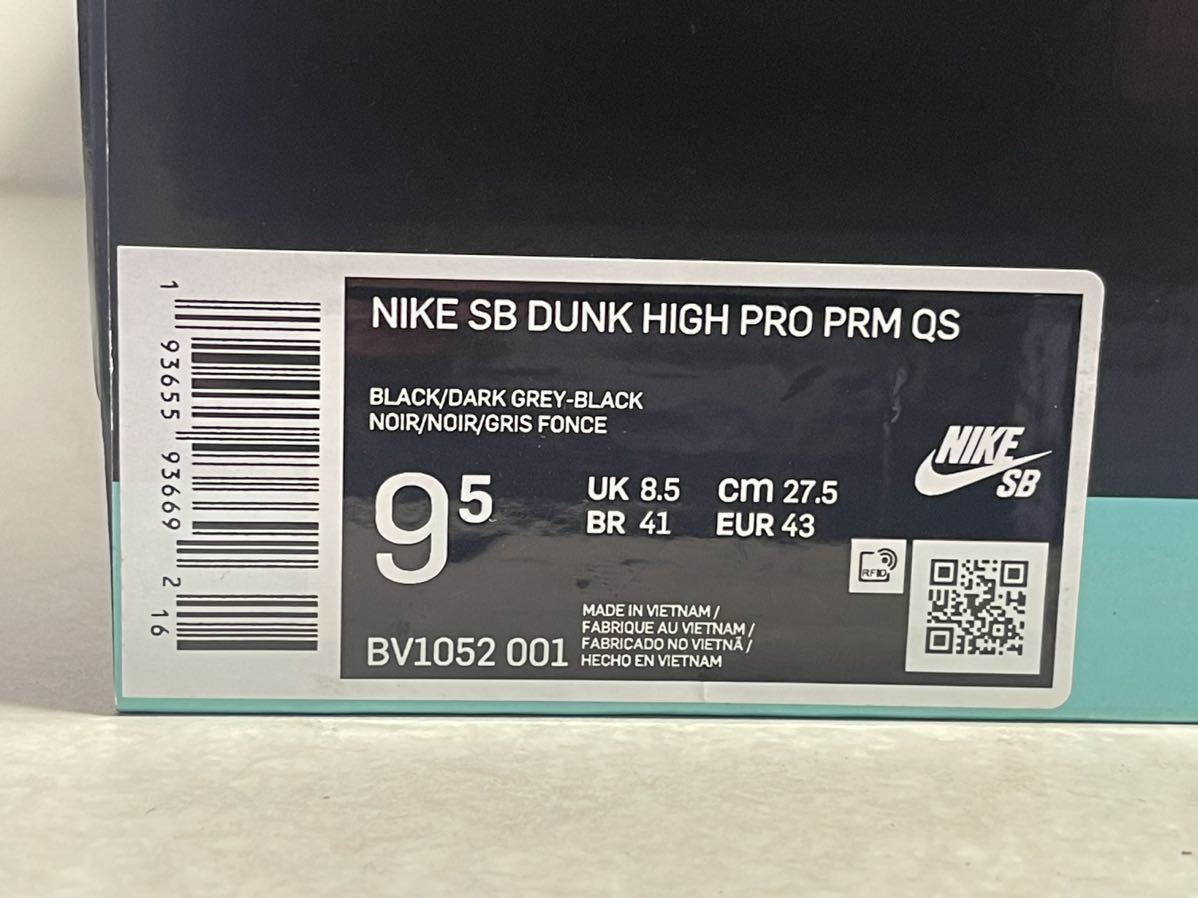 NIKE SB DUNK HIGH PRO PRM QS
BLACK/DARK GREY-BLACK
NOIR/NOIR/GRIS FONCE
9 5
UK 8.5 cm 27.5
BR 41 EUR 43
NIKE
SB
RFID
BV1052 001
MADE IN VIETNAM /
FABRIQUE AU VIETNAM /
FABRICADO NO VIETNÃ /
HECHO EN VIETNAM
1 93655 93669 2 16